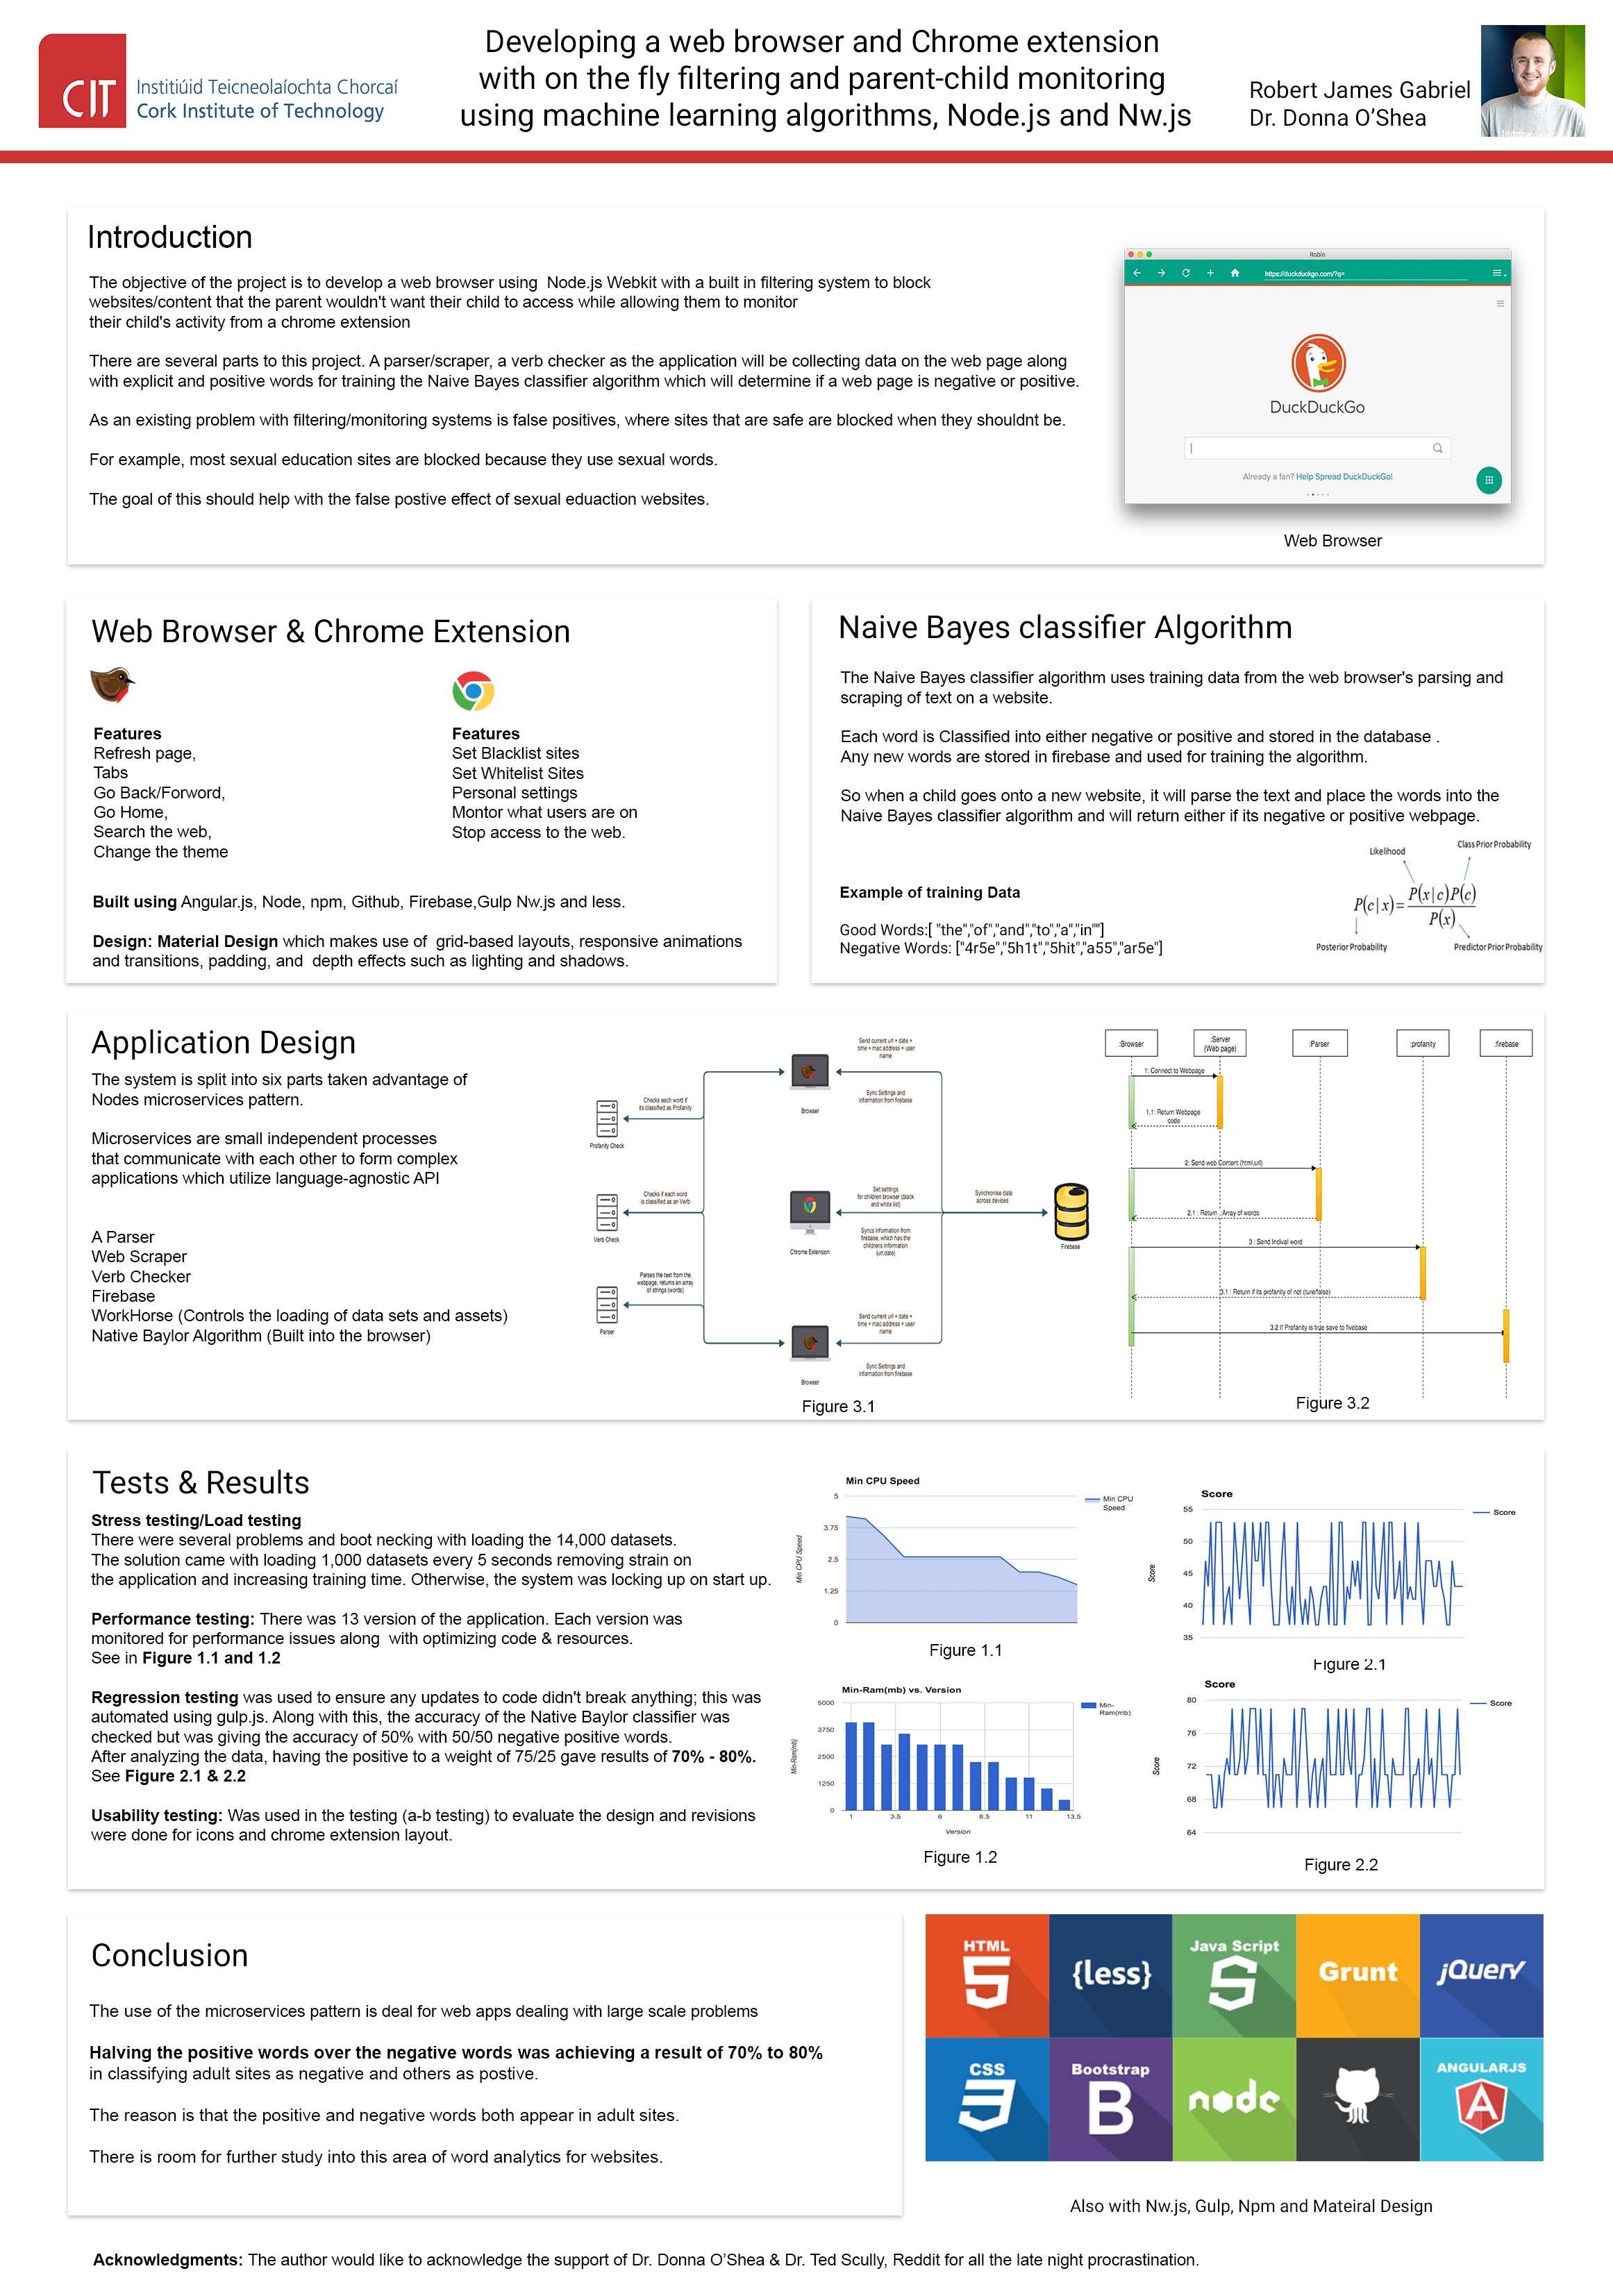 CIT
Institiúid Teicneolaíochta Chorcaí
Cork Institute of Technology
Developing a web browser and Chrome extension
with on the fly filtering and parent-child monitoring
using machine learning algorithms, Node.js and Nw.js
Robert James Gabriel
Dr. Donna O'Shea
Introduction
The objective of the project is to develop a web browser using  Node.js Webkit with a built in filtering system to block
websites/content that the parent wouldn't want their child to access while allowing them to monitor
their child's activity from a chrome extension
There are several parts to this project. A parser/scraper, a verb checker as the application will be collecting data on the web page along
with explicit and positive words for training the Naive Bayes classifier algorithm which will determine if a web page is negative or positive.
As an existing problem with filtering/monitoring systems is false positives, where sites that are safe are blocked when they shouldnt be.
For example, most sexual education sites are blocked because they use sexual words.
The goal of this should help with the false postive effect of sexual eduaction websites.
Robin
https://duckduckgo.com/?q=
DuckDuckGo
Already a fan? Help Spread DuckDuckGo!
Web Browser
Web Browser & Chrome Extension
Features
Refresh page,
Tabs
Go Back/Forword,
Go Home,
Search the web,
Change the theme
Features
Set Blacklist sites
Set Whitelist Sites
Personal settings
Montor what users are on
Stop access to the web.
Built using Angular.js, Node, npm, Github, Firebase,Gulp Nw.js and less.
Design: Material Design which makes use of  grid-based layouts, responsive animations
and transitions, padding, and  depth effects such as lighting and shadows.
Naive Bayes classifier Algorithm
The Naive Bayes classifier algorithm uses training data from the web browser's parsing and
scraping of text on a website.
Each word is Classified into either negative or positive and stored in the database .
Any new words are stored in firebase and used for training the algorithm.
So when a child goes onto a new website, it will parse the text and place the words into the
Naive Bayes classifier algorithm and will return either if its negative or positive webpage.
Example of training Data
Good Words:[ "the","of","and","to","a","in""]
Negative Words: ["4r5e","5h1t","5hit","a55","ar5e"]
Likelihood
Class Prior Probability
P(c|x)=P(x|c)P(c)
P(x)
Posterior Probability
Predictor Prior Probability
Application Design
The system is split into six parts taken advantage of
Nodes microservices pattern.
Microservices are small independent processes
that communicate with each other to form complex
applications which utilize language-agnostic API
A Parser
Web Scraper
Verb Checker
Firebase
WorkHorse (Controls the loading of data sets and assets)
Native Baylor Algorithm (Built into the browser)
Profanity Check
Checks each word if
its classified as Profanity
Verb Check
Checks if each word
is classified as an Verb
Parser
Parses the text from the
webpage, returns an array
of strings (words)
Browser
Send current url + date +
time + mac address + user
name
Sync Settings and
information from firebase
Chrome Extension
Set settings
for children browser (black
and white list)
Syncs information from
firebase, which has the
childrens information
(url,date)
Synchronise data
across devices
Firebase
Browser
Send current url + date +
time + mac address + user
name
Sync Settings and
information from firebase
Figure 3.1
:Browser
:Server
(Web page)
:Parser
:profanity
:firebase
1: Connect to Webpage
1.1: Return Webpage
code
2: Send web Content (html,url)
2.1 : Return : Array of words
3 : Send Indival word
3.1 : Return if its profanity of not (ture/false)
3.2 If Profanity is true save to fivebase
Figure 3.2
Tests & Results
Stress testing/Load testing
There were several problems and boot necking with loading the 14,000 datasets.
The solution came with loading 1,000 datasets every 5 seconds removing strain on
the application and increasing training time. Otherwise, the system was locking up on start up.
Performance testing: There was 13 version of the application. Each version was
monitored for performance issues along  with optimizing code & resources.
See in Figure 1.1 and 1.2
Regression testing was used to ensure any updates to code didn't break anything; this was
automated using gulp.js. Along with this, the accuracy of the Native Baylor classifier was
checked but was giving the accuracy of 50% with 50/50 negative positive words.
After analyzing the data, having the positive to a weight of 75/25 gave results of 70% - 80%.
See Figure 2.1 & 2.2
Usability testing: Was used in the testing (a-b testing) to evaluate the design and revisions
were done for icons and chrome extension layout.
Min CPU Speed
5
3.75
2.5
1.25
0
Min CPU Speed
Min CPU
Speed
Figure 1.1
Score
55
50
45
40
35
Score
Score
Figure 2.1
Min-Ram(mb) vs. Version
5000
3750
2500
1250
0
Min-Ram(mb)
1 3.5 6 8.5 11 13.5
Version
Min-
Ram(mb)
Figure 1.2
Score
80
76
72
68
64
Score
Score
Figure 2.2
Conclusion
The use of the microservices pattern is deal for web apps dealing with large scale problems
Halving the positive words over the negative words was achieving a result of 70% to 80%
in classifying adult sites as negative and others as postive.
The reason is that the positive and negative words both appear in adult sites.
There is room for further study into this area of word analytics for websites.
HTML
5
{less}
Java Script
S
Grunt
jQuery
CSS
3
Bootstrap
B
node
ANGULARJS
A
Also with Nw.js, Gulp, Npm and Mateiral Design
Acknowledgments: The author would like to acknowledge the support of Dr. Donna O'Shea & Dr. Ted Scully, Reddit for all the late night procrastination.